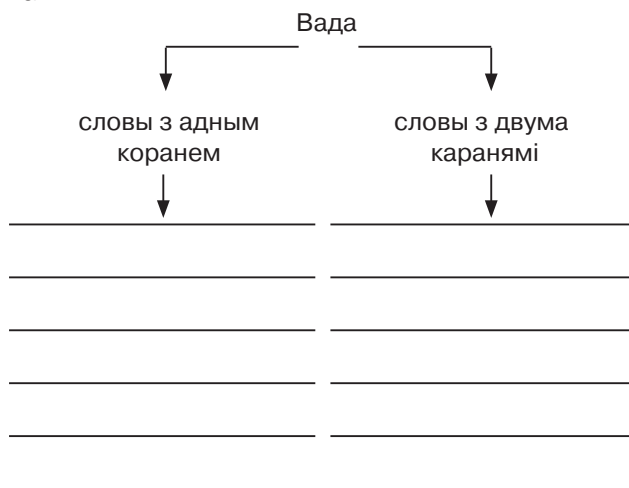 Вада
словы з адным
коранем
словы з двума
каранямі